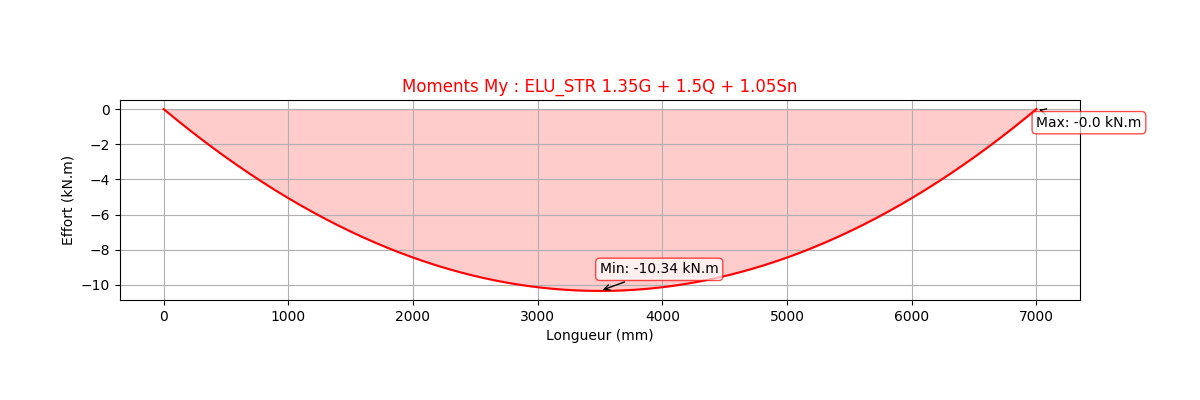 Moments My : ELU_STR 1.35G + 1.5Q + 1.05Sn
0
Max: -0.0 kN.m
−2
−4
Effort (kN.m)
−6
−8
Min: -10.34 kN.m
−10
0 1000 2000 3000 4000 5000 6000 7000
Longueur (mm)